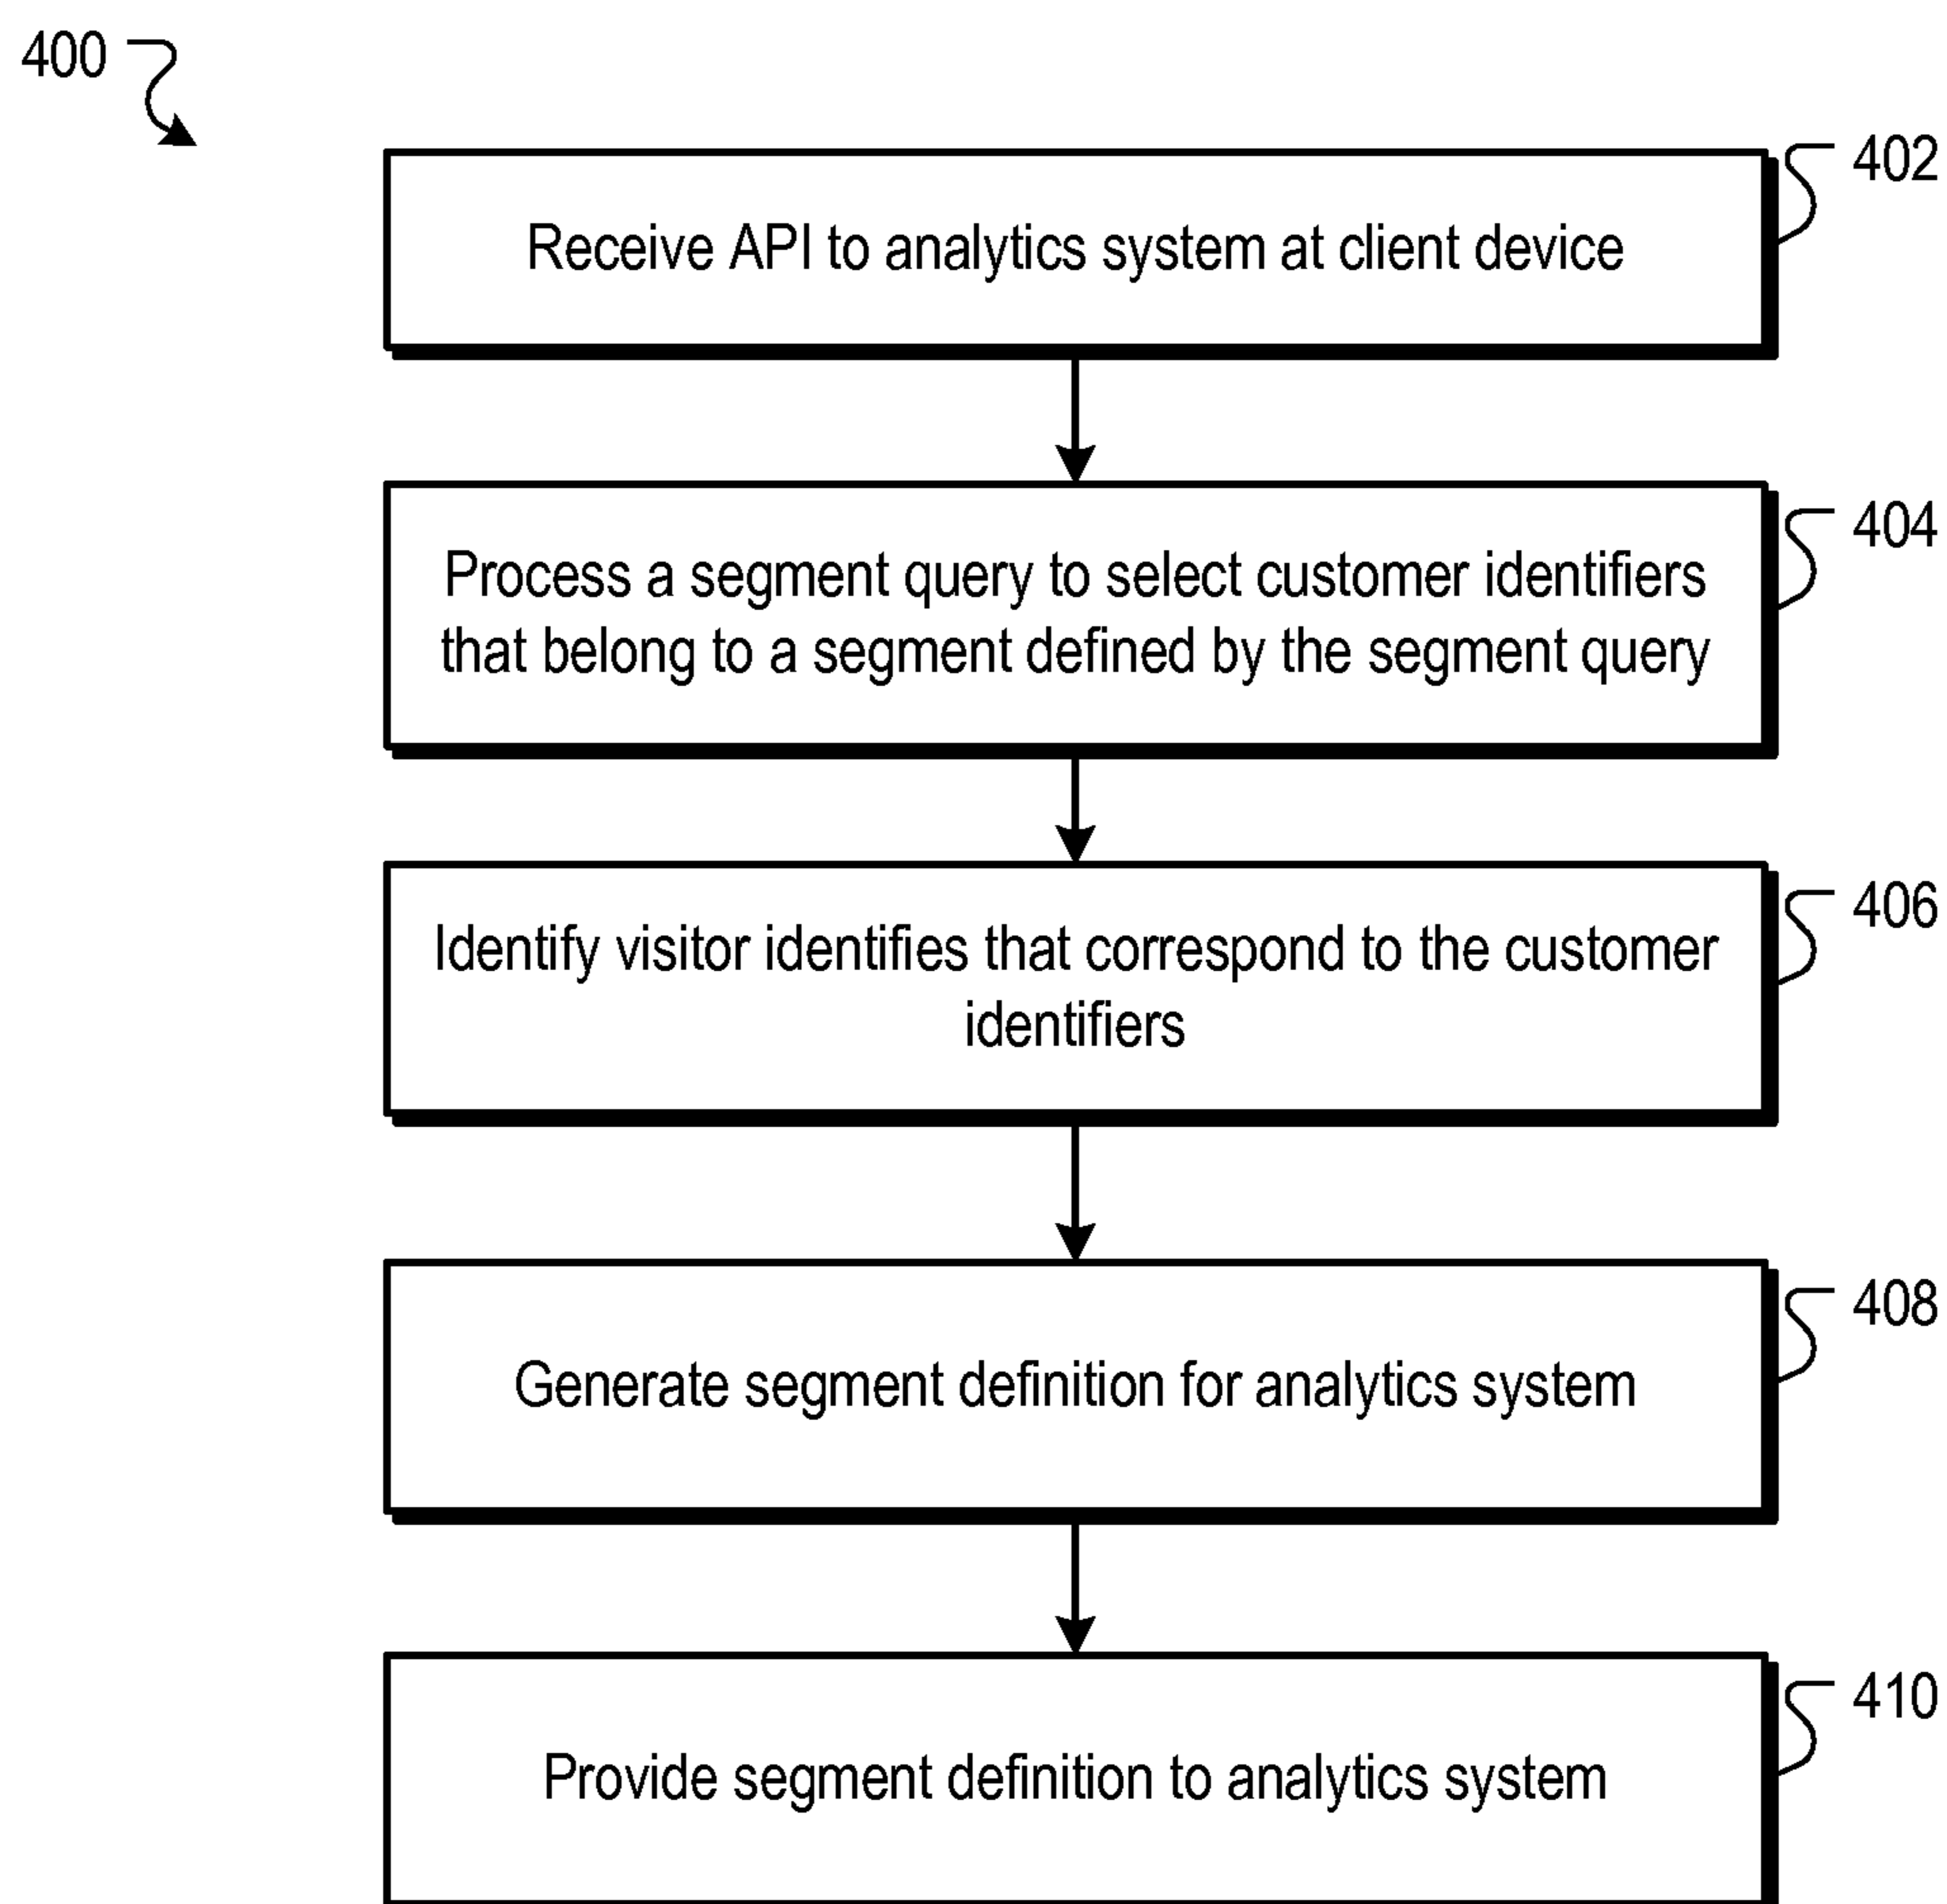 400
402
Receive API to analytics system at client device
404
Process a segment query to select customer identifiers
that belong to a segment defined by the segment query
406
Identify visitor identifies that correspond to the customer
identifiers
408
Generate segment definition for analytics system
410
Provide segment definition to analytics system